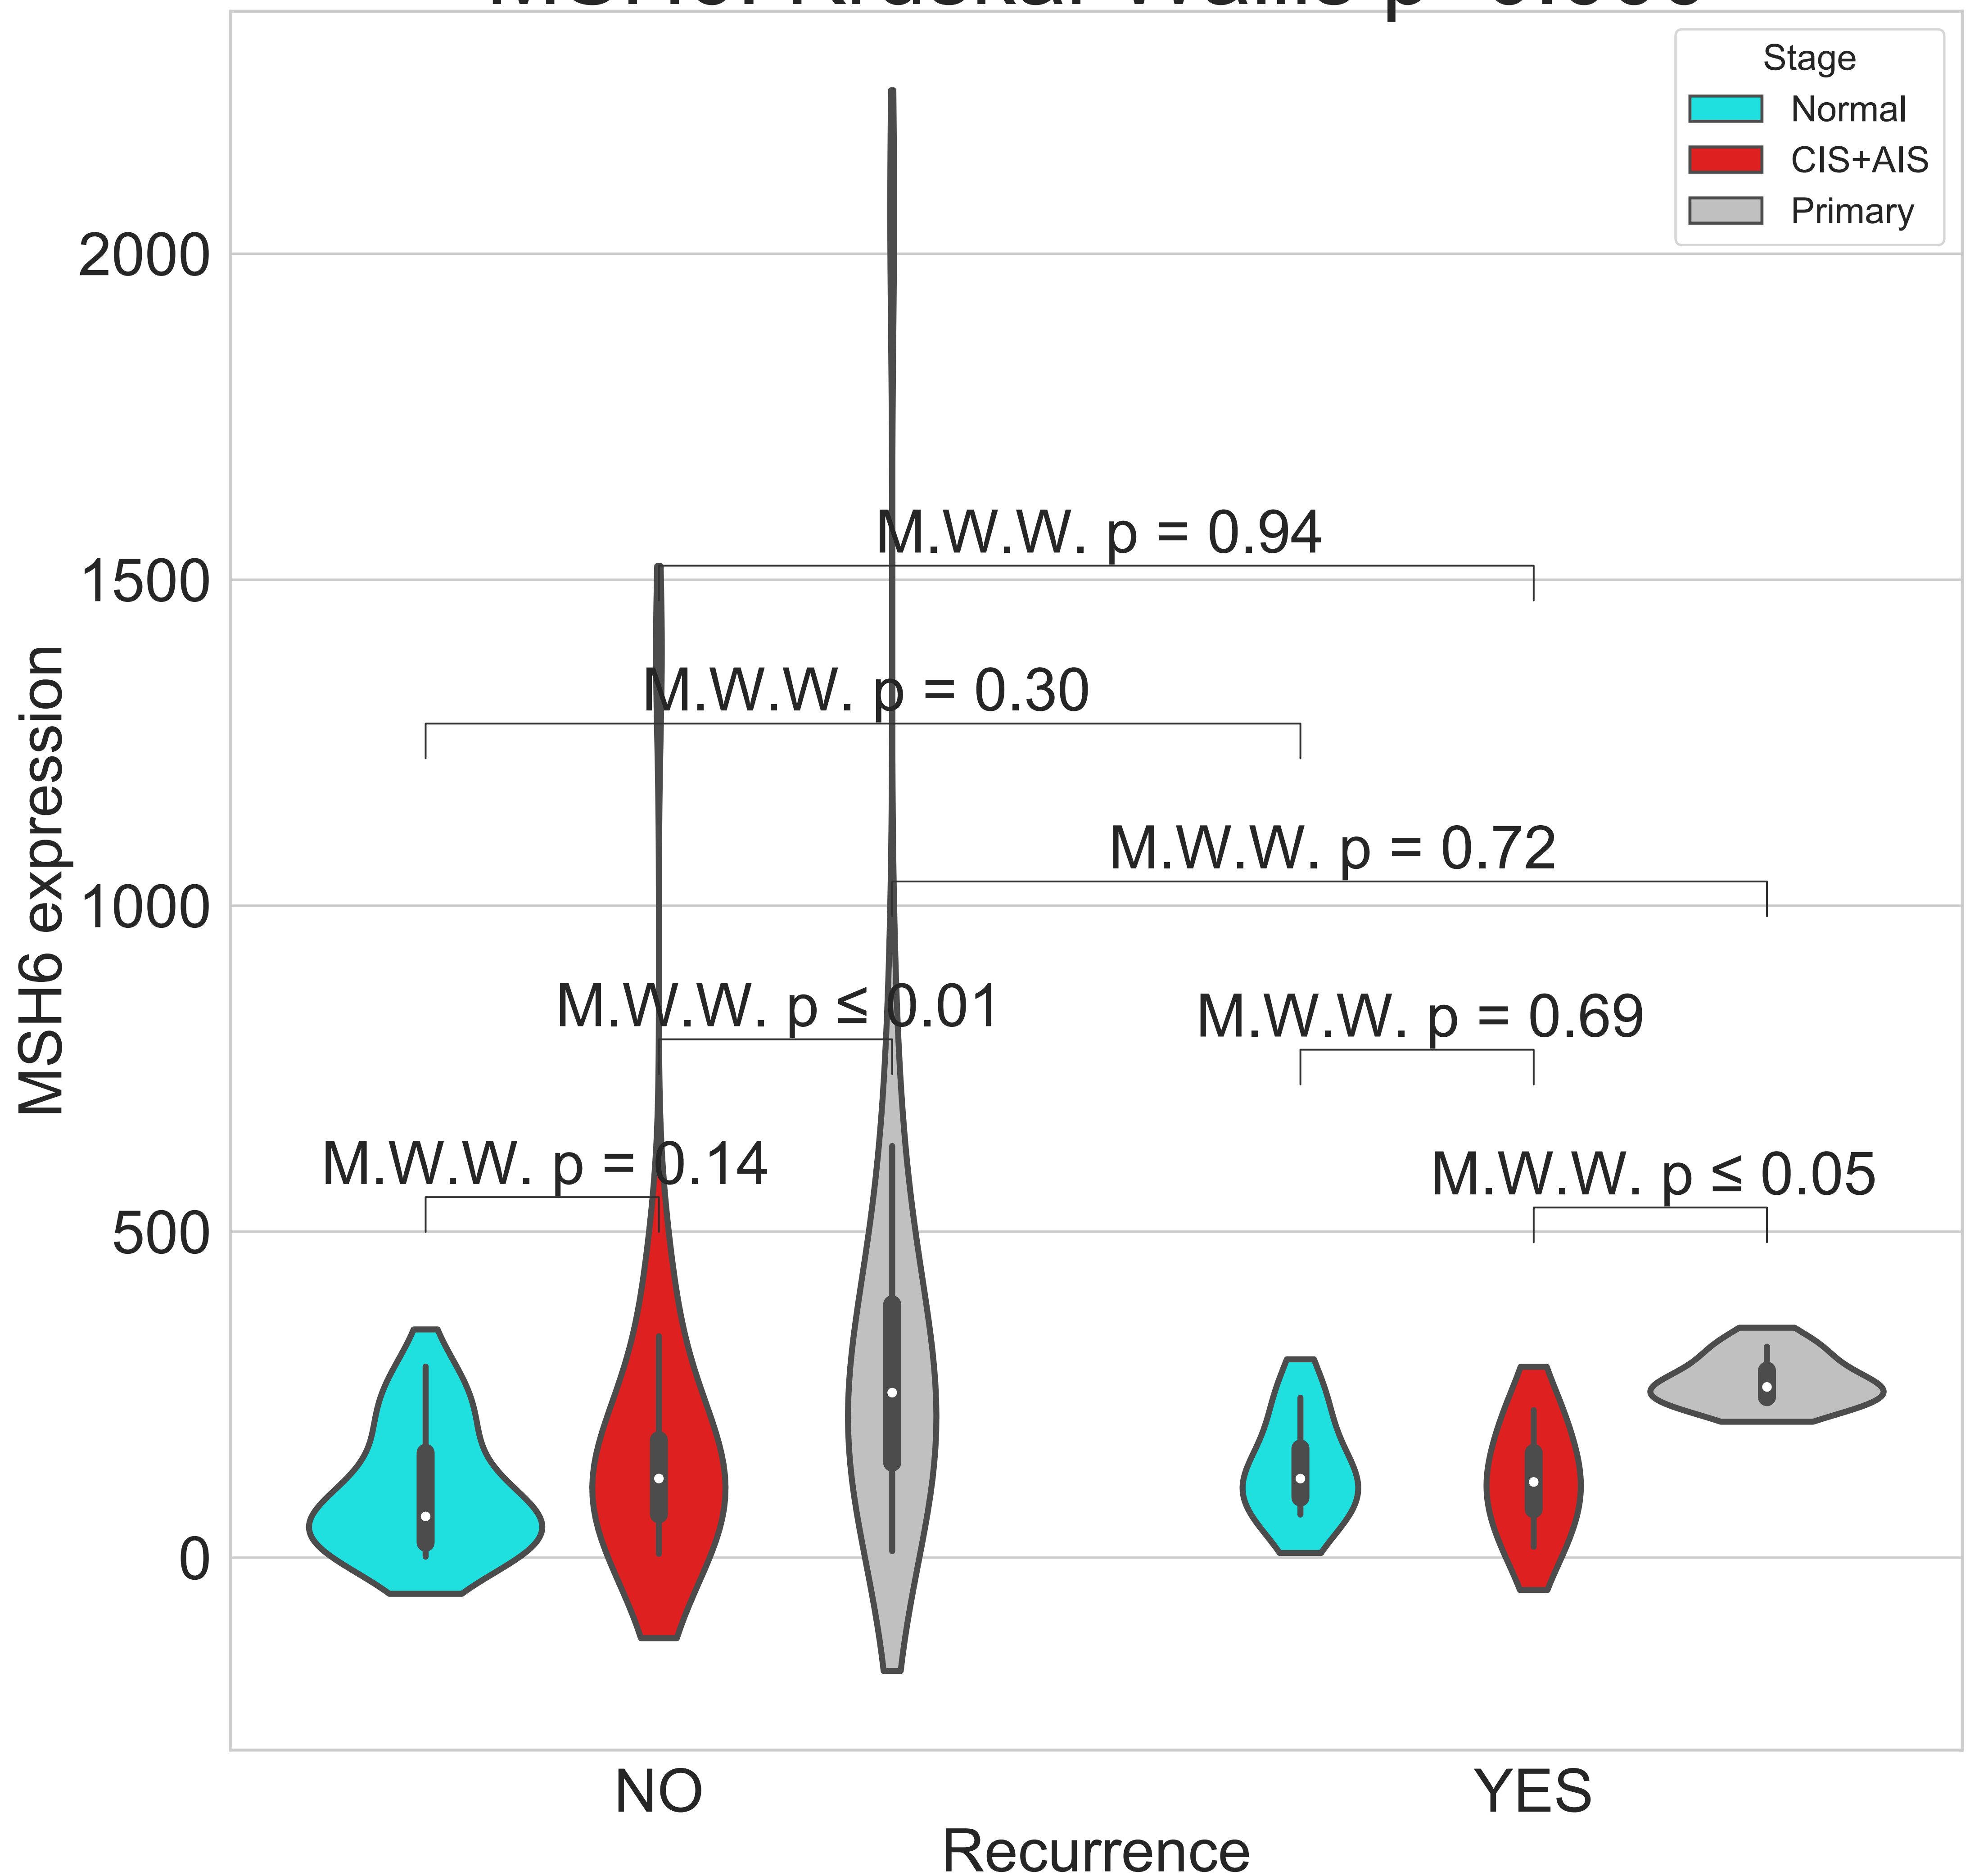 Stage
Normal
CIS+AIS
Primary
2000
1500
1000
500
0
MSH6 expression
M.W.W. p = 0.94
M.W.W. p = 0.30
M.W.W. p = 0.72
M.W.W. p ≤ 0.01
M.W.W. p = 0.69
M.W.W. p = 0.14
M.W.W. p ≤ 0.05
NO
YES
Recurrence